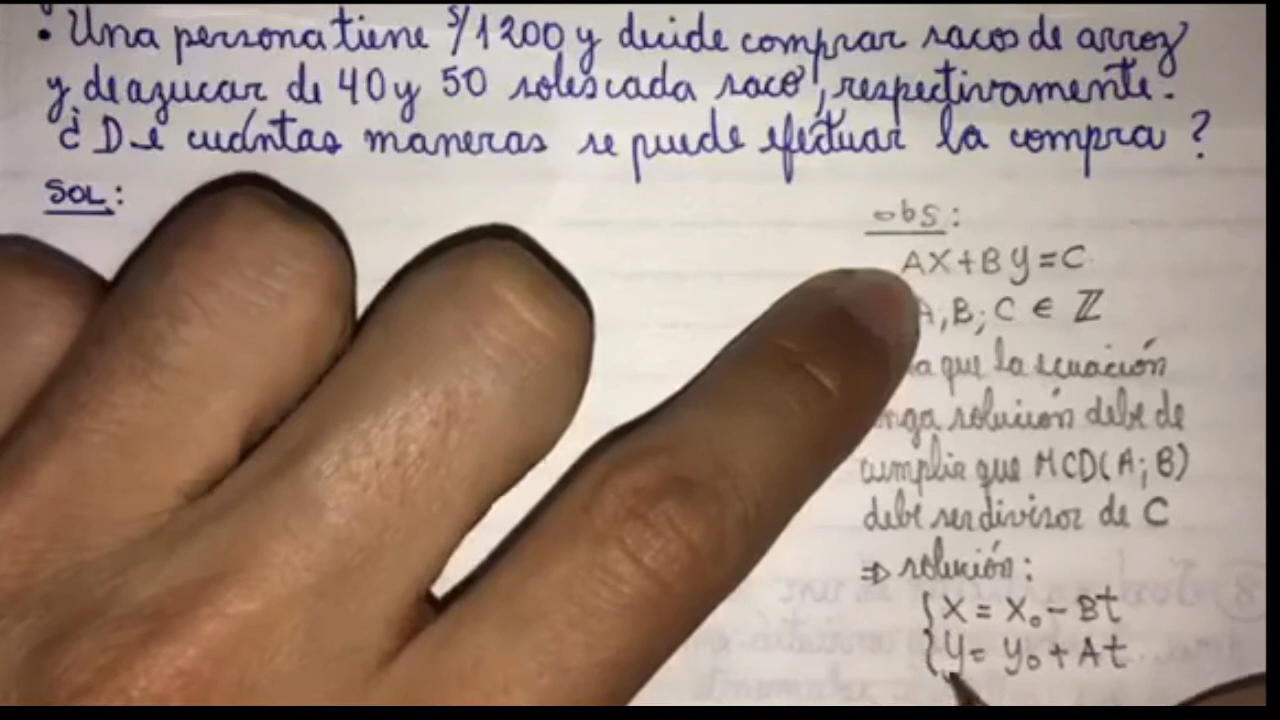 • Una persona tiene S/1200 y decide comprar sacos de arroz
y de azucar de 40 y 50 soles cada saco, respectivamente.
¿ De cuántas maneras se puede efectuar la compra ?
SOL:
obs:
AX+BY=C
A,B;C ∈ ℤ
que la ecuación
solución debe de
cumplir que MCD(A;B)
debe ser divisor de C
⇒ solución:
{X = X₀ - Bt
{Y = Y₀ + At